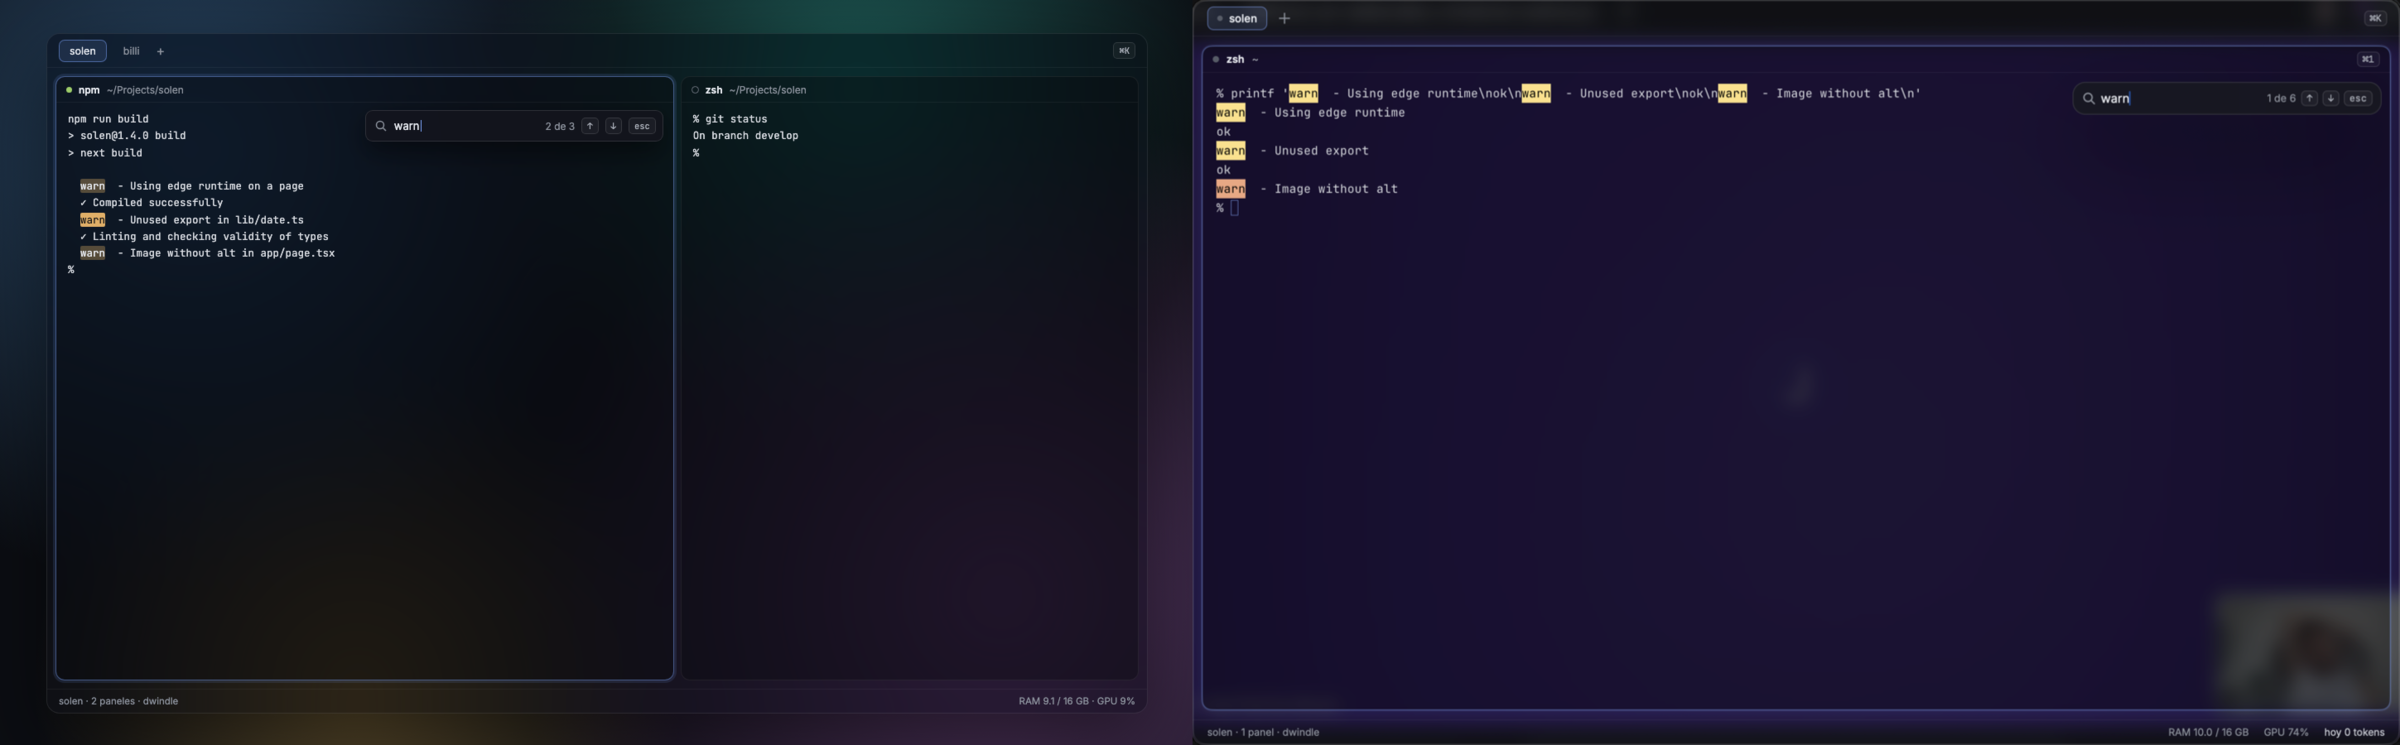 solen billi + ⌘K
npm ~/Projects/solen
npm run build
> solen@1.4.0 build
> next build
warn - Using edge runtime on a page
✓ Compiled successfully
warn - Unused export in lib/date.ts
✓ Linting and checking validity of types
warn - Image without alt in app/page.tsx
%
warn 2 de 3 ↑ ↓ esc
zsh ~/Projects/solen
% git status
On branch develop
%
solen · 2 paneles · dwindle
RAM 9.1 / 16 GB · GPU 9%
solen + ⌘K
zsh ~ ⌘1
% printf 'warn  - Using edge runtime\nok\nwarn  - Unused export\nok\nwarn  - Image without alt\n'
warn - Using edge runtime
ok
warn - Unused export
ok
warn - Image without alt
%
warn 1 de 6 ↑ ↓ esc
solen · 1 panel · dwindle
RAM 10.0 / 16 GB GPU 74% hoy 0 tokens